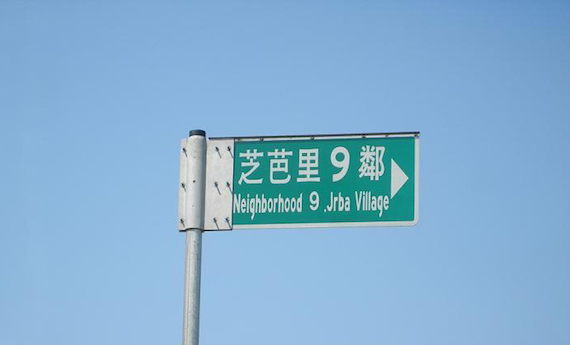 芝芭里9鄰
Neighborhood 9 ,Jrba Village